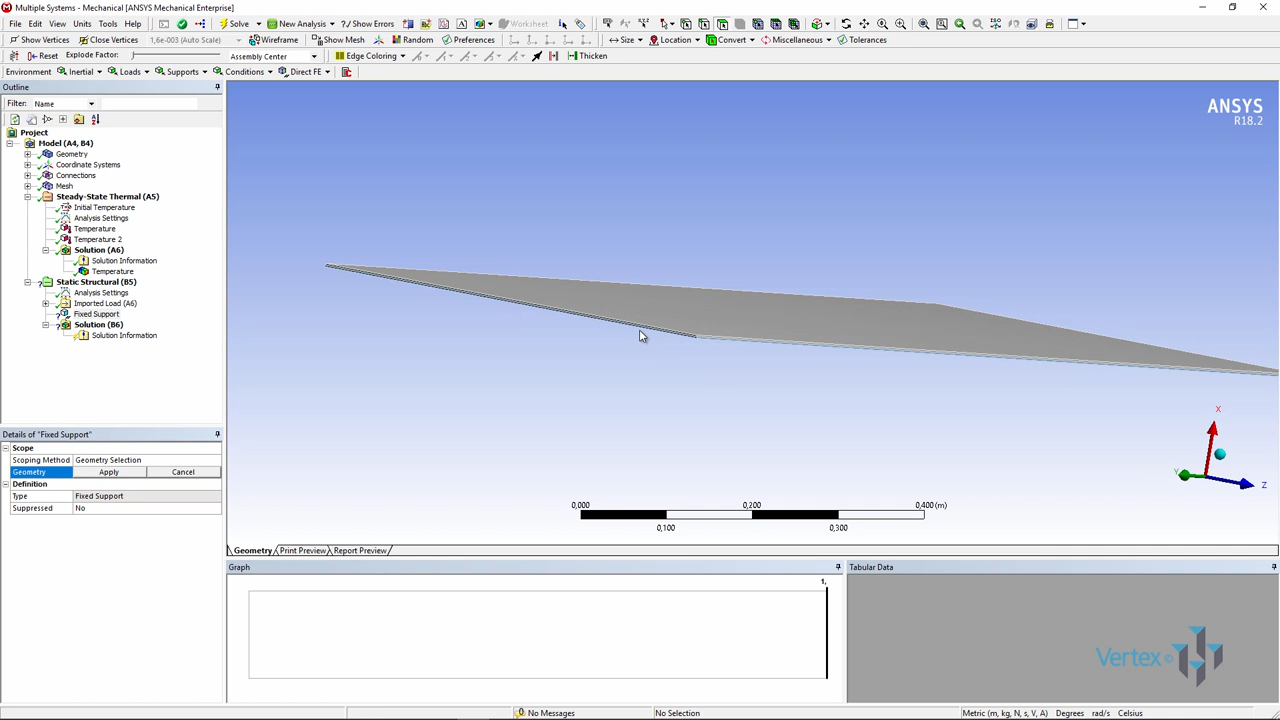 Multiple Systems - Mechanical [ANSYS Mechanical Enterprise]
File Edit View Units Tools Help Solve New Analysis Show Errors Worksheet
Show Vertices Close Vertices 1,6e-003 (Auto Scale) Wireframe Show Mesh Random Preferences Size Location Convert Miscellaneous Tolerances
Reset Explode Factor: Assembly Center Edge Coloring Thicken
Environment Inertial Loads Supports Conditions Direct FE
Outline
Filter: Name
Project
Model (A4, B4)
Geometry
Coordinate Systems
Connections
Mesh
Steady-State Thermal (A5)
Initial Temperature
Analysis Settings
Temperature
Temperature 2
Solution (A6)
Solution Information
Temperature
Static Structural (B5)
Analysis Settings
Imported Load (A6)
Fixed Support
Solution (B6)
Solution Information
Details of "Fixed Support"
Scope
Scoping Method Geometry Selection
Geometry Apply Cancel
Definition
Type Fixed Support
Suppressed No
ANSYS
R18.2
X
Y
Z
0,000 0,200 0,400 (m)
0,100 0,300
Geometry Print Preview Report Preview
Graph
1,
Tabular Data
Vertex ©
No Messages No Selection Metric (m, kg, N, s, V, A) Degrees rad/s Celsius